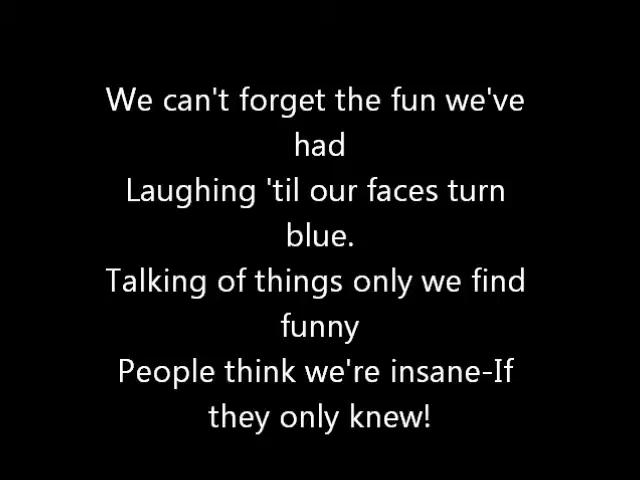 We can't forget the fun we've
had
Laughing 'til our faces turn
blue.
Talking of things only we find
funny
People think we're insane-If
they only knew!